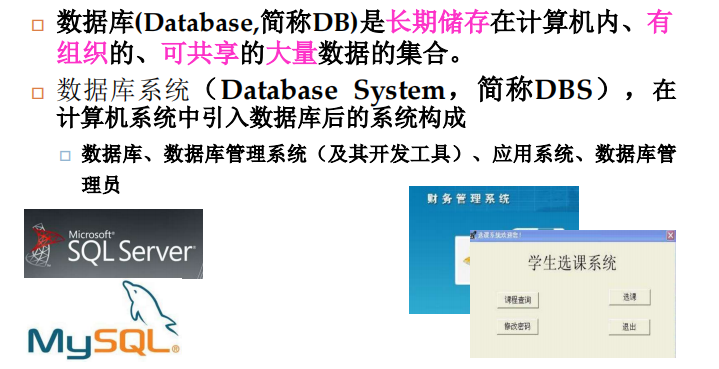 数据库(Database,简称DB)是长期储存在计算机内、有
组织的、可共享的大量数据的集合。
数据库系统（Database System，简称DBS），在
计算机系统中引入数据库后的系统构成
数据库、数据库管理系统（及其开发工具）、应用系统、数据库管
理员
Microsoft®
SQL Server®
MySQL®
财务管理系统
学生选课系统
课程查询
选课
修改密码
退出